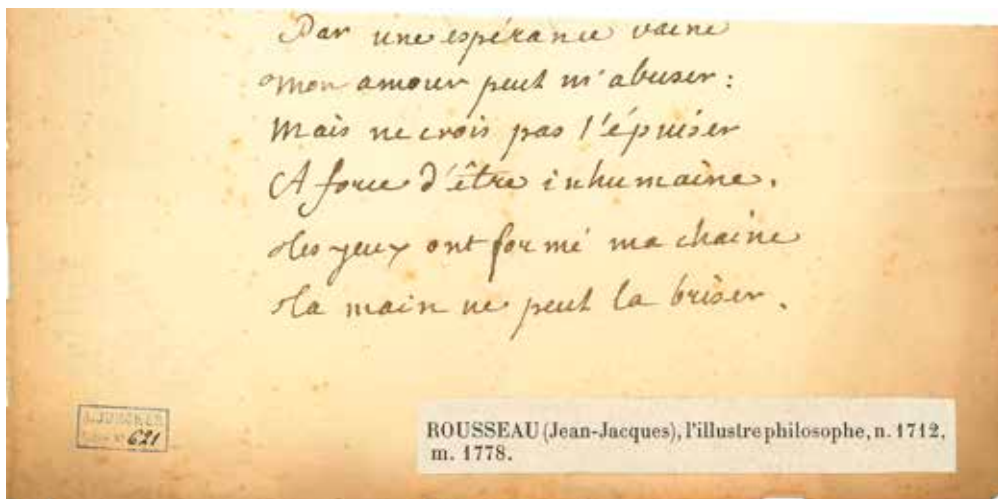 Par une espérance vaine
Mon amour peut m'abuser :
Mais ne crois pas l'épuiser
A force d'être inhumaine.
Tes yeux ont formé ma chaine
Ta main ne peut la briser.
621
ROUSSEAU (Jean-Jacques), l'illustre philosophe, n. 1712,
m. 1778.